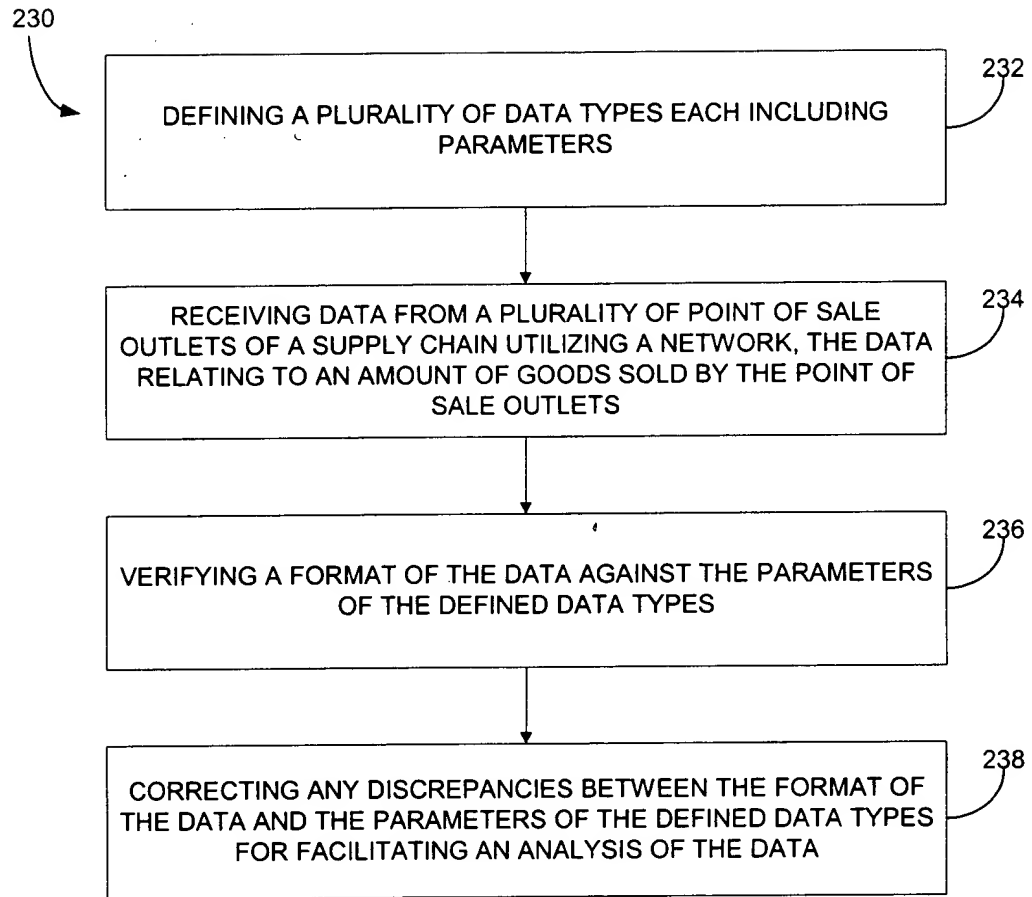 230
232
DEFINING A PLURALITY OF DATA TYPES EACH INCLUDING
PARAMETERS
234
RECEIVING DATA FROM A PLURALITY OF POINT OF SALE
OUTLETS OF A SUPPLY CHAIN UTILIZING A NETWORK, THE DATA
RELATING TO AN AMOUNT OF GOODS SOLD BY THE POINT OF
SALE OUTLETS
236
VERIFYING A FORMAT OF THE DATA AGAINST THE PARAMETERS
OF THE DEFINED DATA TYPES
238
CORRECTING ANY DISCREPANCIES BETWEEN THE FORMAT OF
THE DATA AND THE PARAMETERS OF THE DEFINED DATA TYPES
FOR FACILITATING AN ANALYSIS OF THE DATA